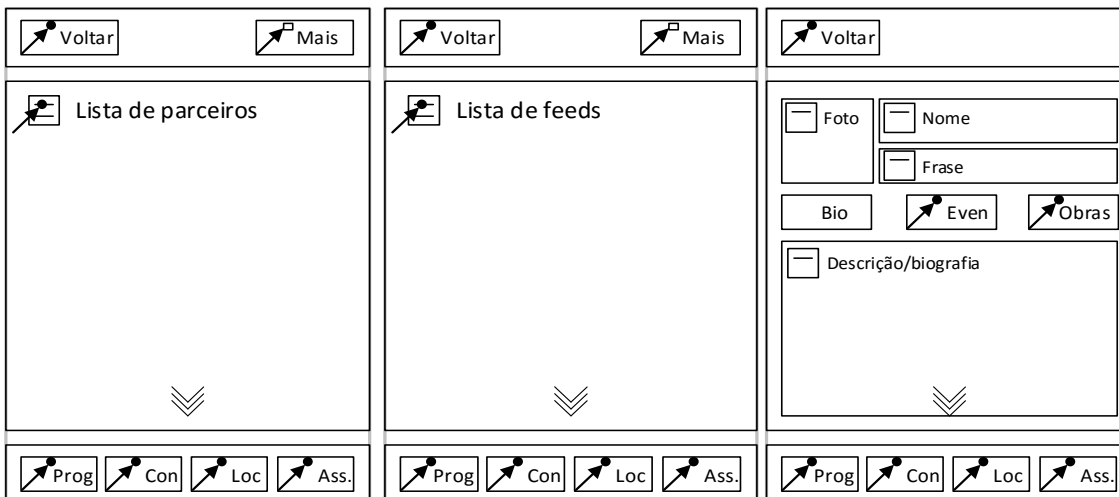 Voltar Mais
Lista de parceiros
Prog Con Loc Ass.
Voltar Mais
Lista de feeds
Prog Con Loc Ass.
Voltar
Foto Nome
Frase
Bio Even Obras
Descrição/biografia
Prog Con Loc Ass.